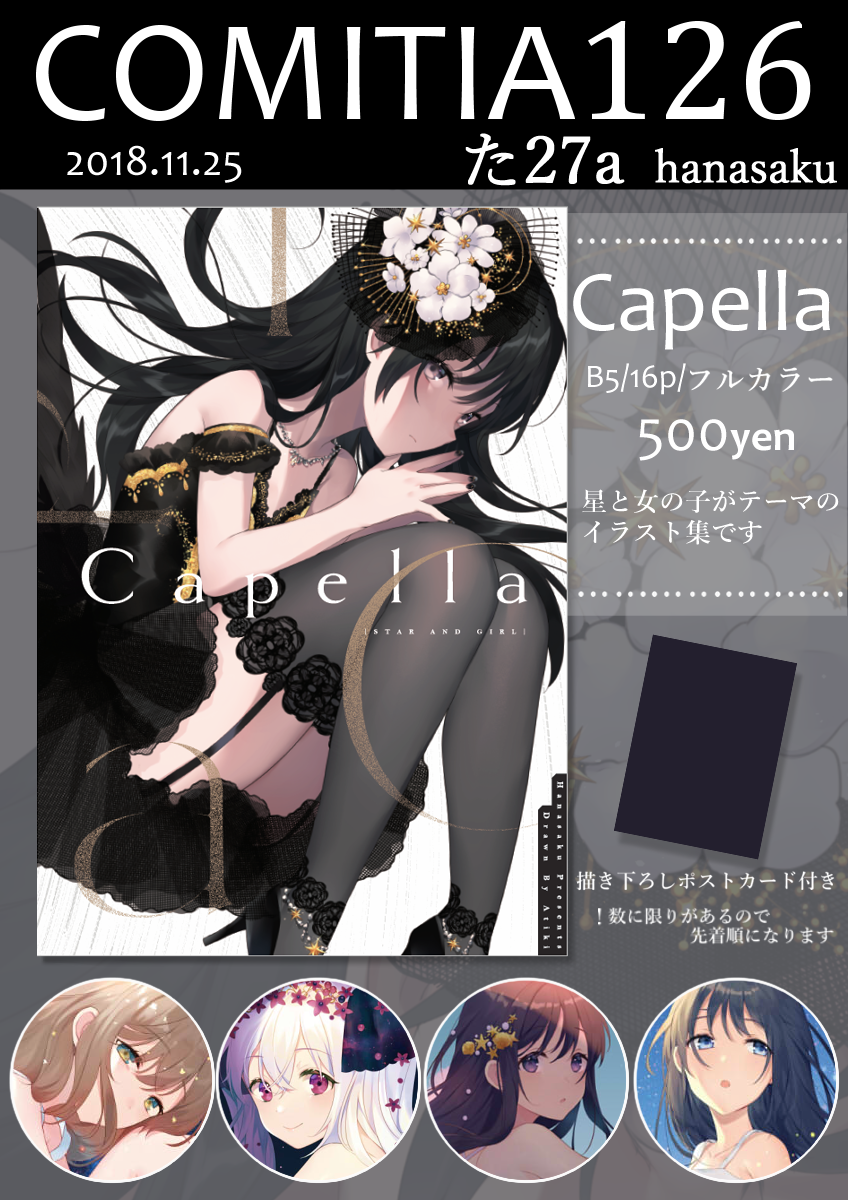 COMITIA126
2018.11.25
た27a hanasaku
Capella
B5/16p/フルカラー
500yen
星と女の子がテーマの
イラスト集です
Capella
[STAR AND GIRL]
Hanasaku Presents
Drawn By Atiki
描き下ろしポストカード付き
！数に限りがあるので
先着順になります